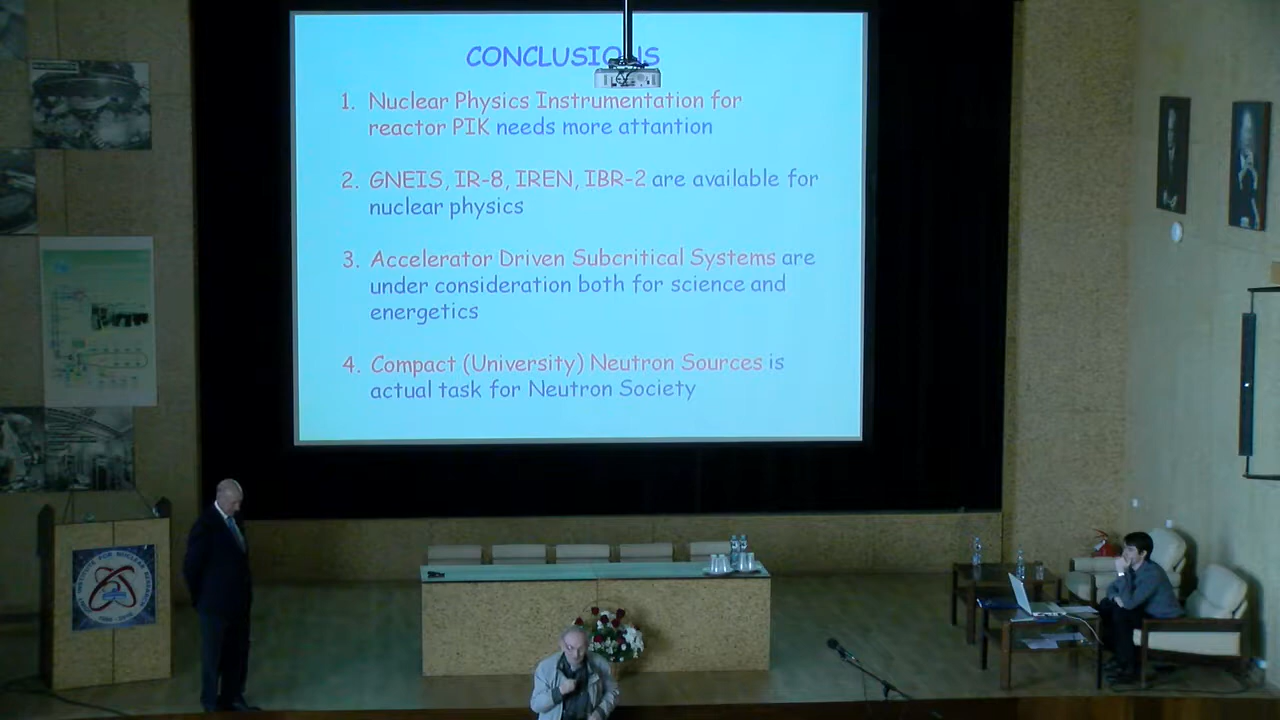 CONCLUSIONS
1. Nuclear Physics Instrumentation for
reactor PIK needs more attantion
2. GNEIS, IR-8, IREN, IBR-2 are available for
nuclear physics
3. Accelerator Driven Subcritical Systems are
under consideration both for science and
energetics
4. Compact (University) Neutron Sources is
actual task for Neutron Society